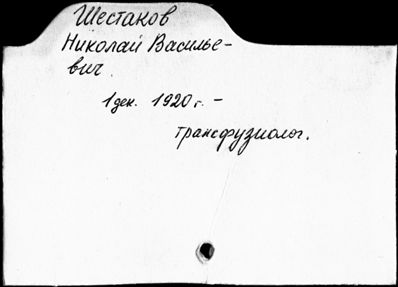 Шестаков
Николай Василье-
вич.
1 дек. 1920 г. -
трансфузиолог.